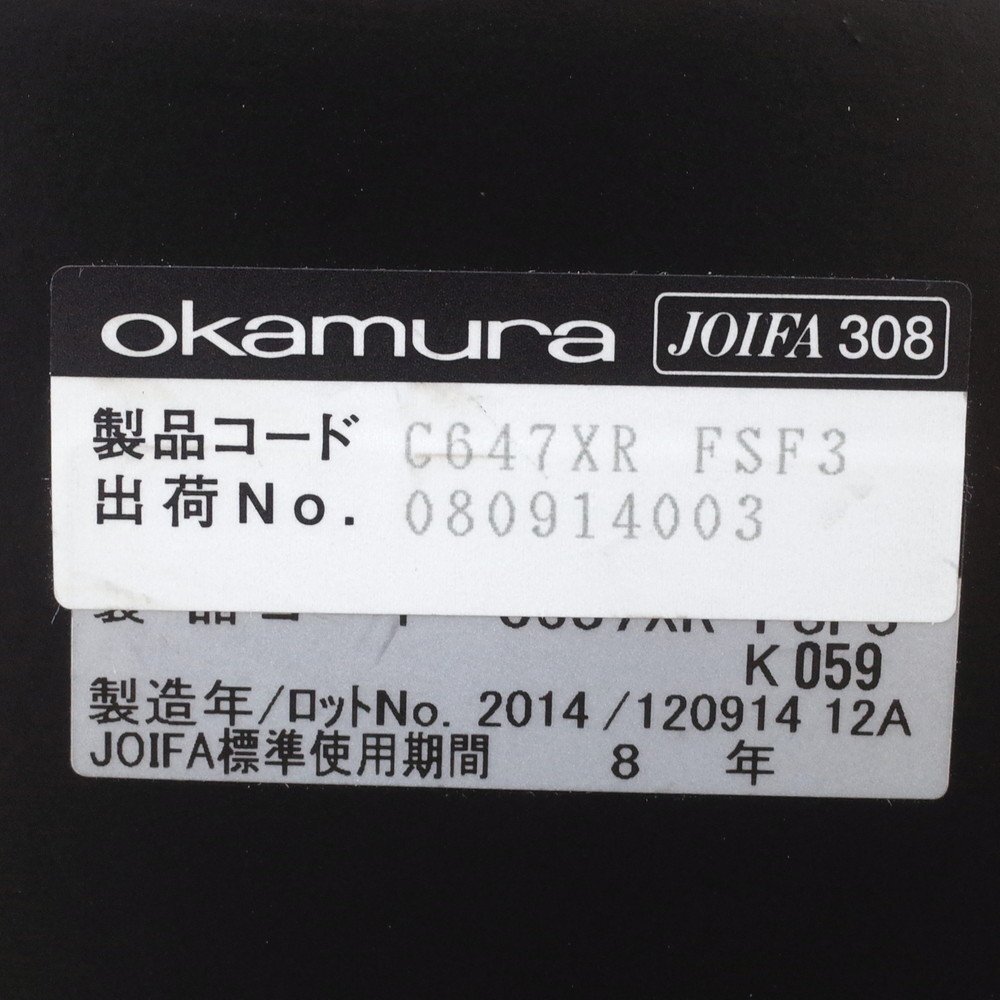 okamura JOIFA 308
製品コード C647XR FSF3
出荷No. 080914003
K 059
製造年/ロットNo. 2014 /120914 12A
JOIFA標準使用期間 8 年